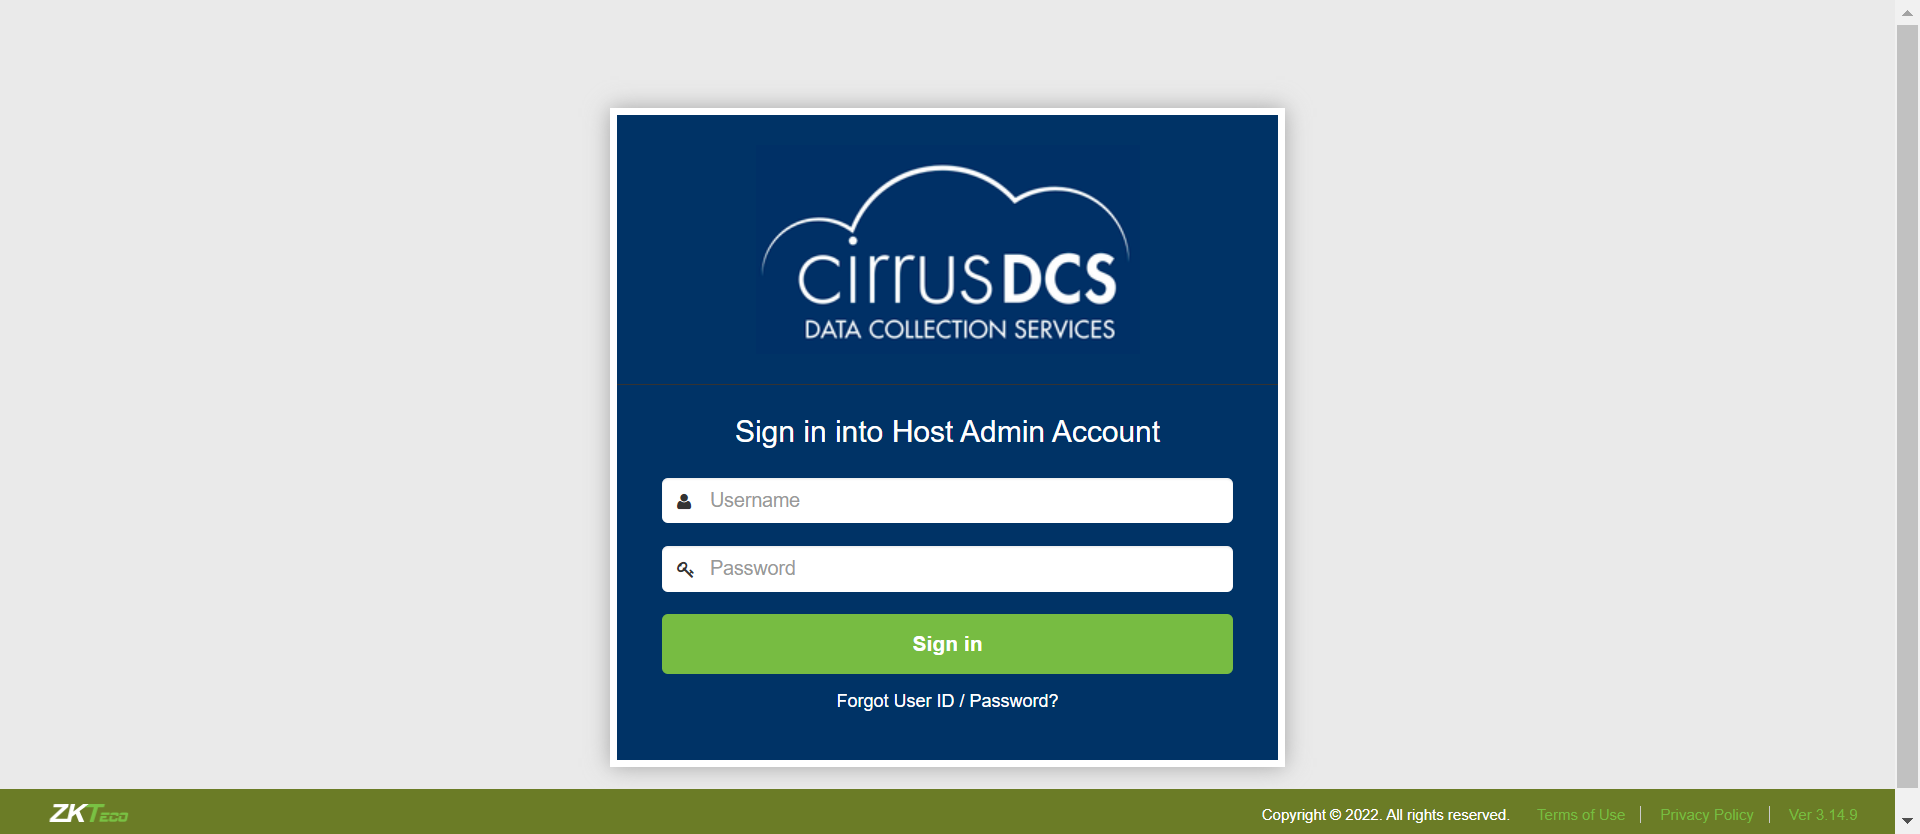 cirrusDCS
DATA COLLECTION SERVICES
Sign in into Host Admin Account
Username
Password
Sign in
Forgot User ID / Password?
ZKTeco
Copyright © 2022. All rights reserved.
Terms of Use
Privacy Policy
Ver 3.14.9